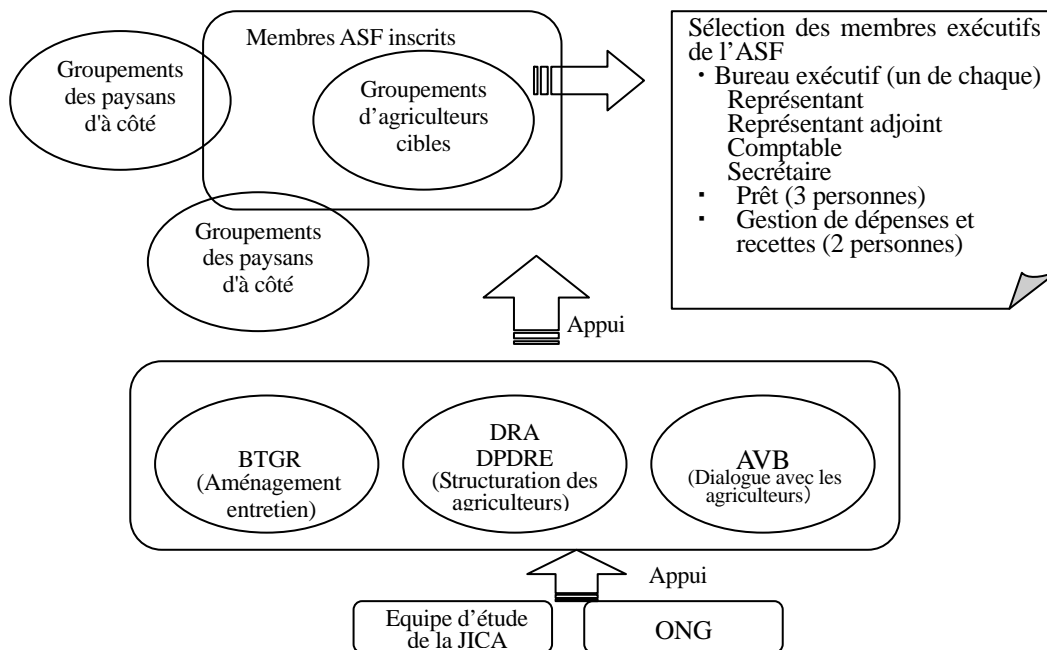 Membres ASF inscrits
Groupements
des paysans
d'à côté
Groupements
d’agriculteurs
cibles
Groupements
des paysans
d'à côté
Sélection des membres exécutifs
de l’ASF
・Bureau exécutif (un de chaque)
Représentant
Représentant adjoint
Comptable
Secrétaire
・ Prêt (3 personnes)
・ Gestion de dépenses et
recettes (2 personnes)
Appui
BTGR
(Aménagement
entretien)
DRA
DPDRE
(Structuration des
agriculteurs)
AVB
(Dialogue avec les
agriculteurs)
Appui
Equipe d’étude
de la JICA
ONG